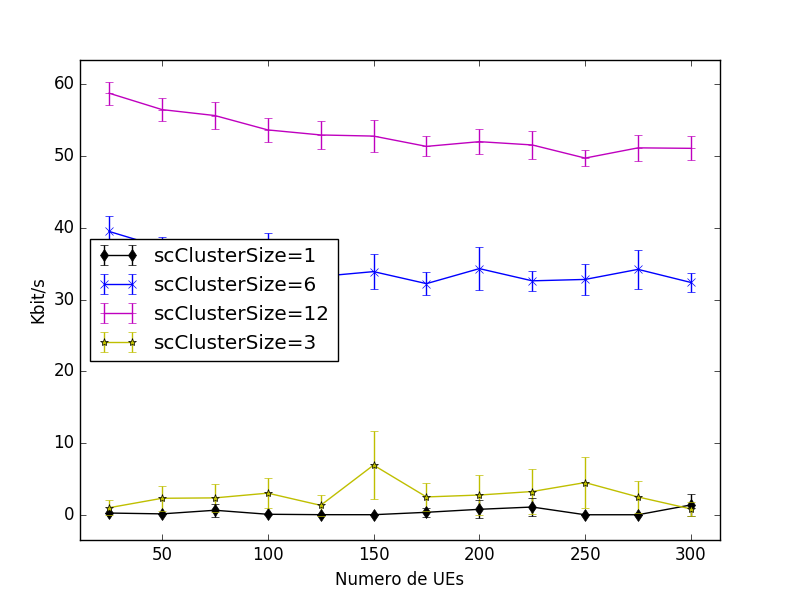 60
50
40
30
20
10
0
Kbit/s
scClusterSize=1
scClusterSize=6
scClusterSize=12
scClusterSize=3
50 100 150 200 250 300
Numero de UEs